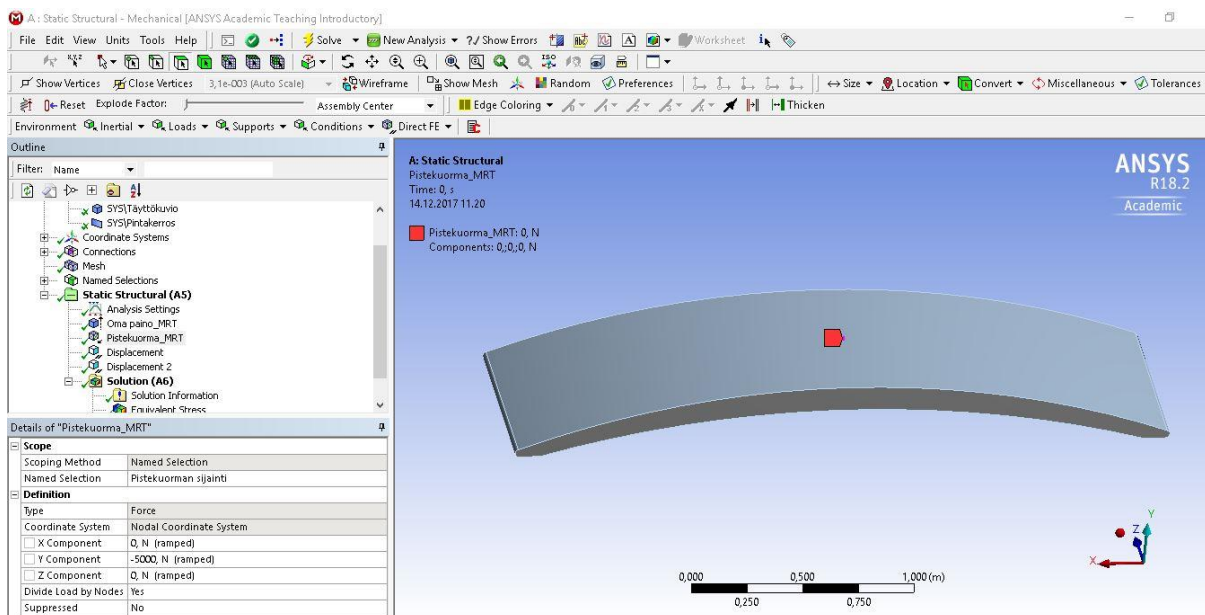 A : Static Structural - Mechanical [ANSYS Academic Teaching Introductory]
File Edit View Units Tools Help Solve New Analysis ?/ Show Errors Worksheet
Show Vertices Close Vertices 3,1e-003 (Auto Scale) Wireframe Show Mesh Random Preferences Size Location Convert Miscellaneous Tolerances
Reset Explode Factor: Assembly Center Edge Coloring Thicken
Environment Inertial Loads Supports Conditions Direct FE
Outline
Filter: Name
SYS\Täyttökuvio
SYS\Pintakerros
Coordinate Systems
Connections
Mesh
Named Selections
Static Structural (A5)
Analysis Settings
Oma paino_MRT
Pistekuorma_MRT
Displacement
Displacement 2
Solution (A6)
Solution Information
Equivalent Stress
Details of "Pistekuorma_MRT"
Scope
Scoping Method Named Selection
Named Selection Pistekuorman sijainti
Definition
Type Force
Coordinate System Nodal Coordinate System
X Component 0, N (ramped)
Y Component -5000, N (ramped)
Z Component 0, N (ramped)
Divide Load by Nodes Yes
Suppressed No
A: Static Structural
Pistekuorma_MRT
Time: 0, s
14.12.2017 11.20
Pistekuorma_MRT: 0, N
Components: 0,;0,;0, N
ANSYS
R18.2
Academic
Y
Z
X
0,000 0,500 1,000 (m)
0,250 0,750